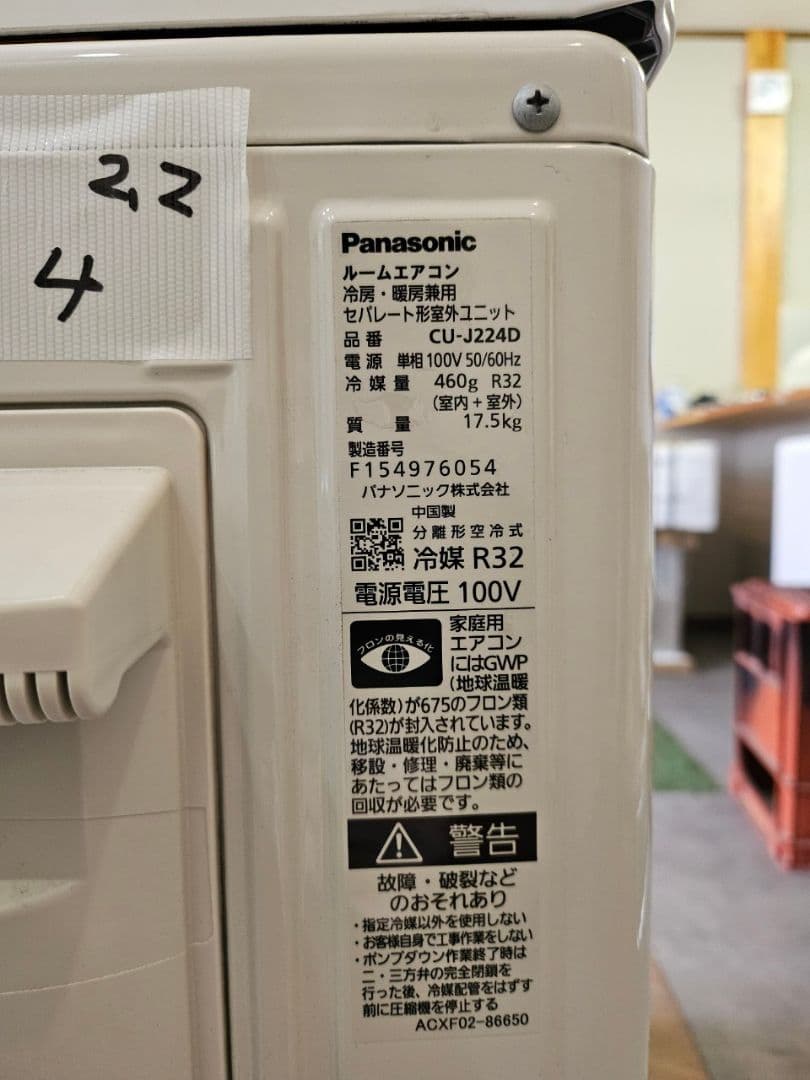 2,2
4
Panasonic
ルームエアコン
冷房・暖房兼用
セパレート形室外ユニット
品番 CU-J224D
電源 単相100V 50/60Hz
冷媒量 460g R32
(室内+室外)
質量 17.5kg
製造番号
F154976054
パナソニック株式会社
中国製
分離形空冷式
冷媒 R32
電源電圧 100V
フロンの見える化
家庭用
エアコン
にはGWP
(地球温暖
化係数)が675のフロン類
(R32)が封入されています。
地球温暖化防止のため、
移設・修理・廃棄等に
あたってはフロン類の
回収が必要です。
警告
故障・破裂など
のおそれあり
・指定冷媒以外を使用しない
・お客様自身で工事作業をしない
・ポンプダウン作業終了時は
二・三方弁の完全閉鎖を
行った後、冷媒配管をはずす
前に圧縮機を停止する
ACXF02-86650